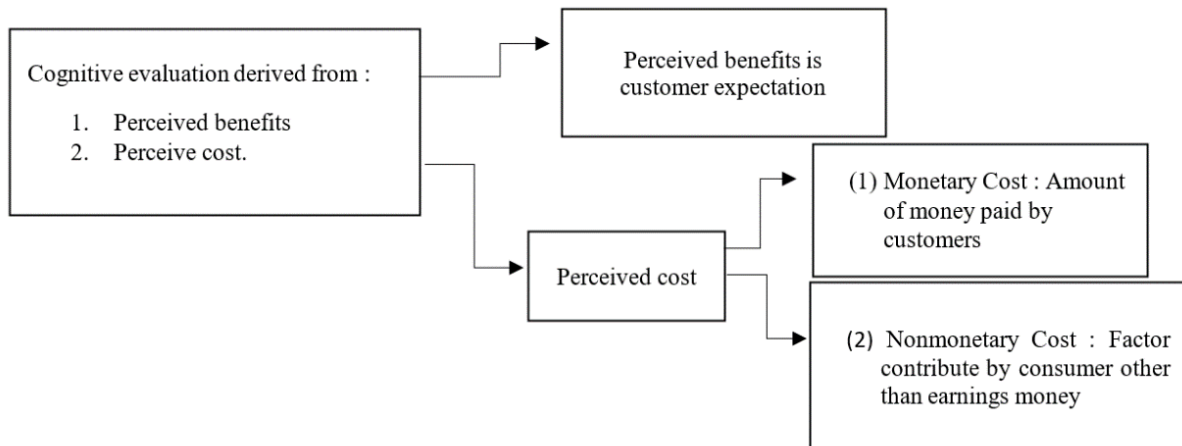 Cognitive evaluation derived from :
1. Perceived benefits
2. Perceive cost.
Perceived benefits is
customer expectation
Perceived cost
(1) Monetary Cost : Amount
of money paid by
customers
(2) Nonmonetary Cost : Factor
contribute by consumer other
than earnings money